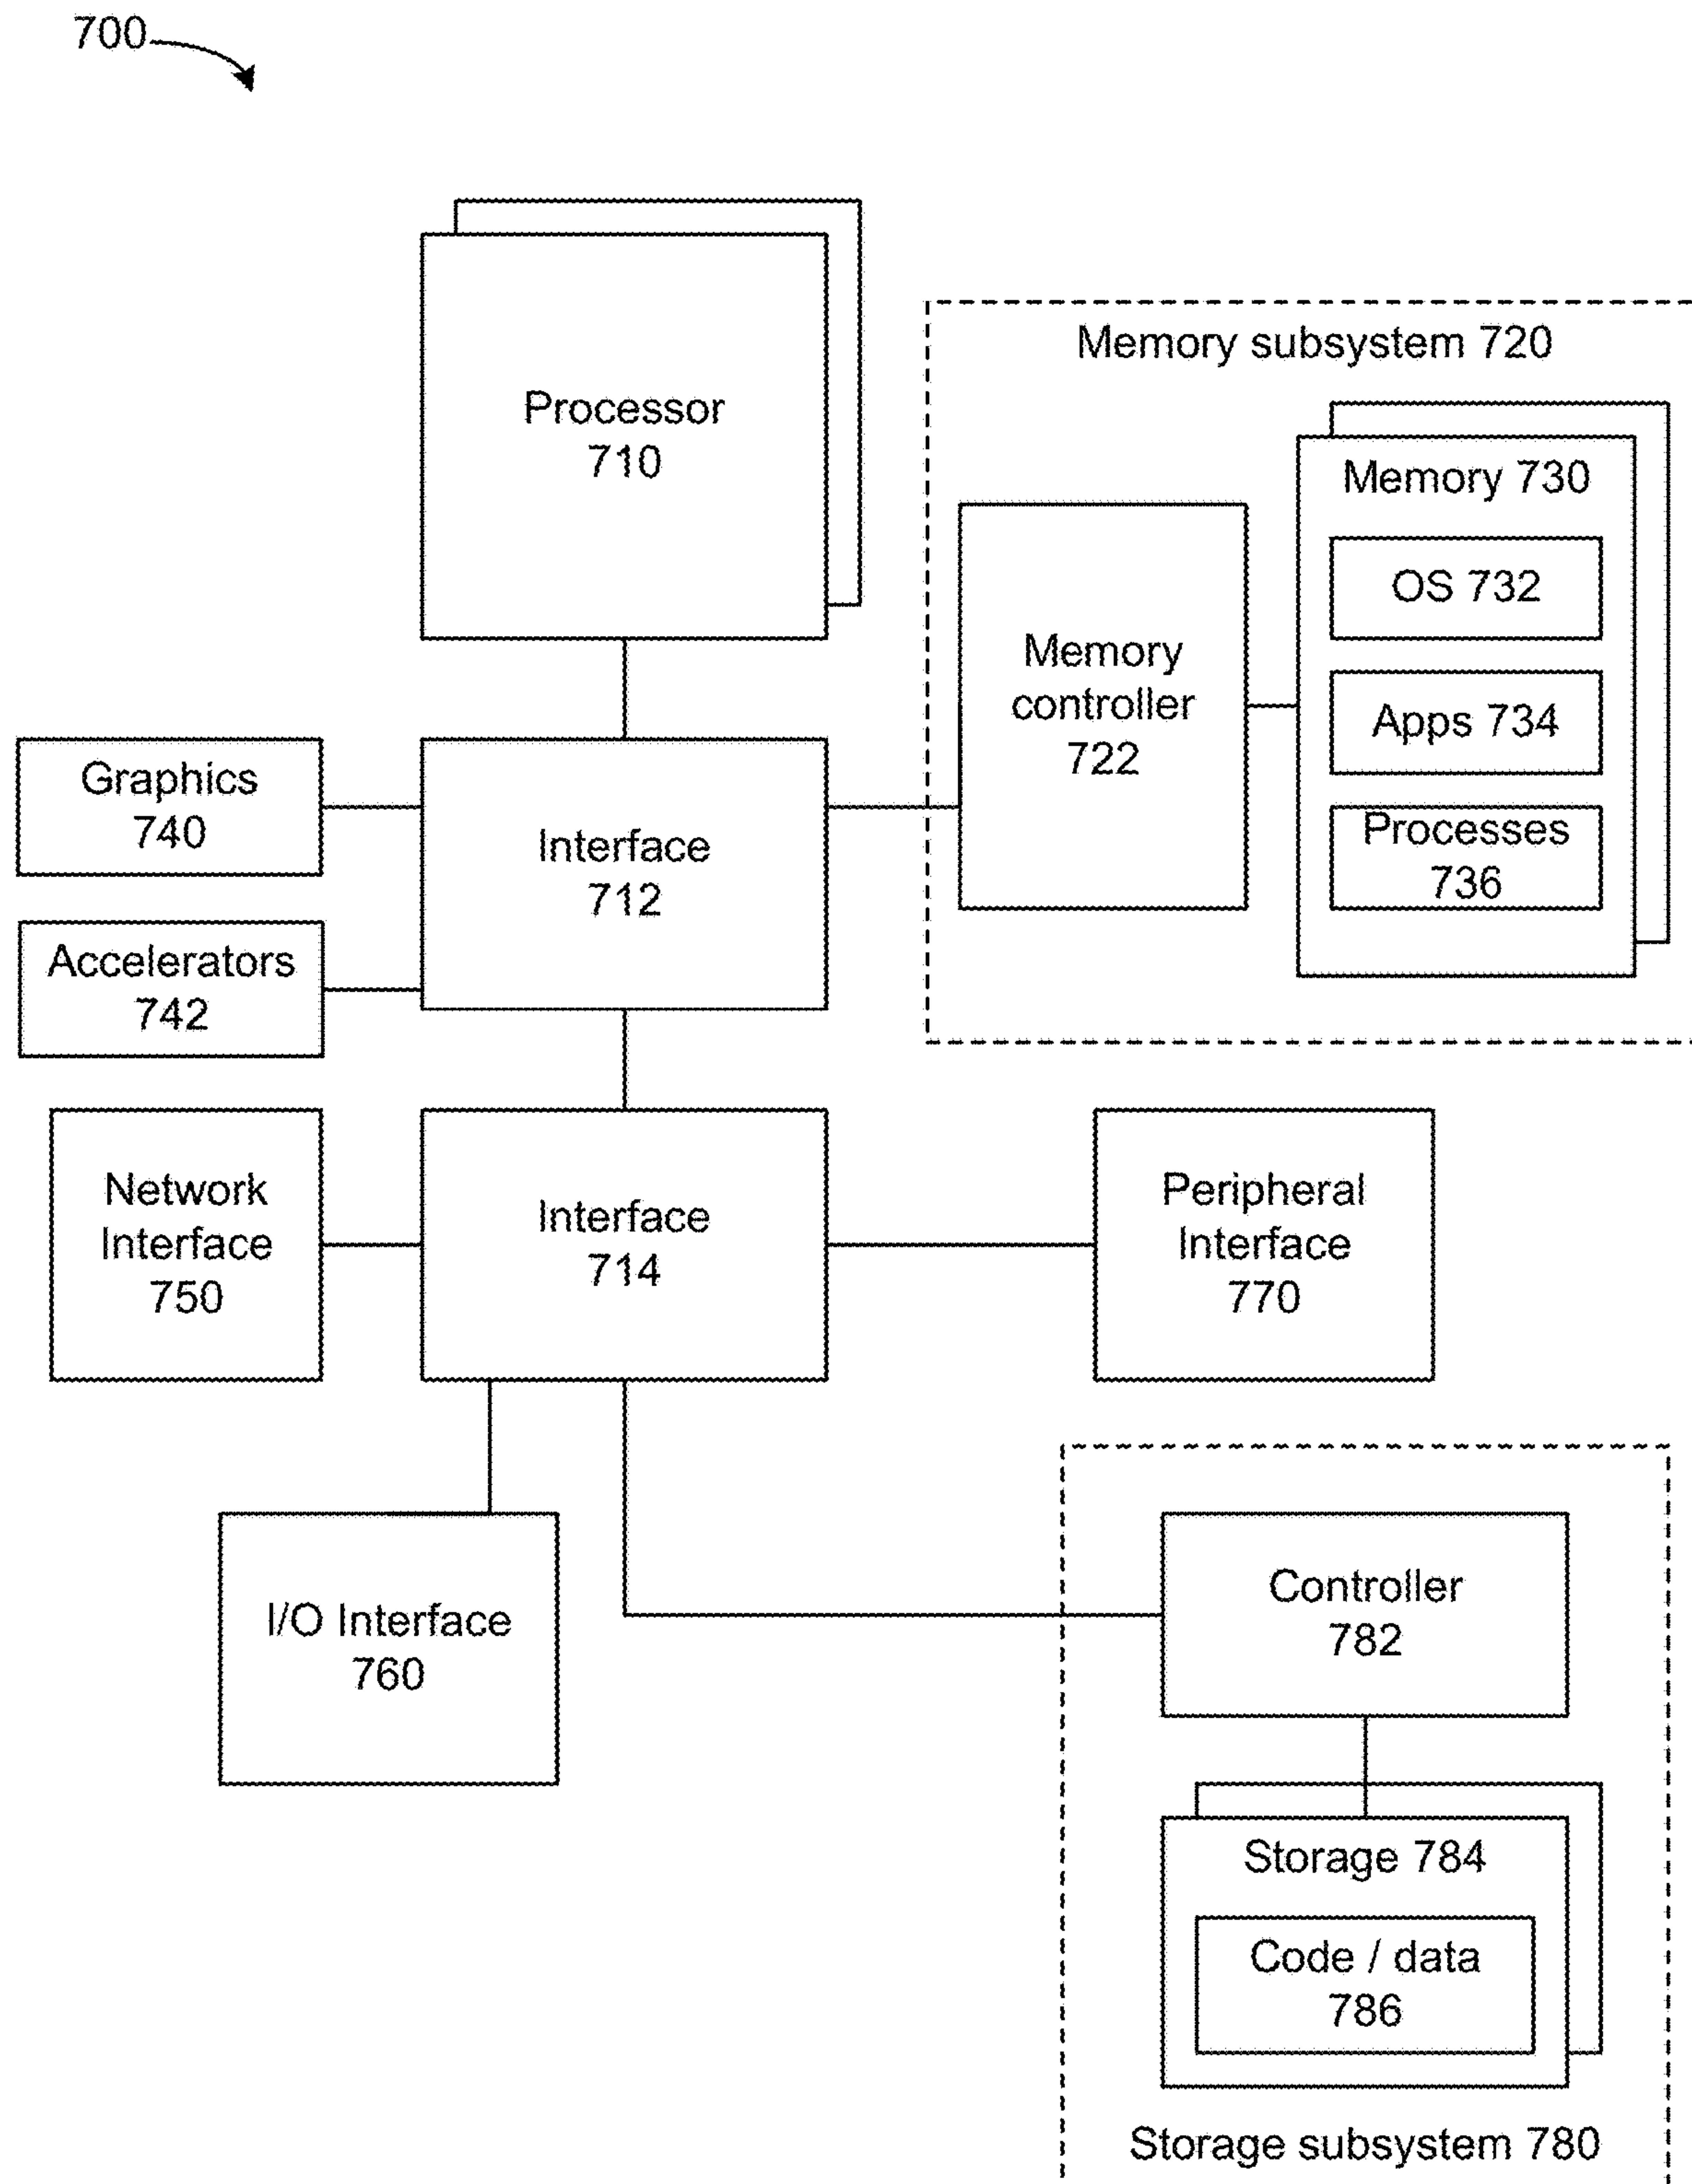 700
Processor
710
Memory subsystem 720
Memory 730
OS 732
Apps 734
Processes
736
Memory
controller
722
Graphics
740
Interface
712
Accelerators
742
Network
Interface
750
Interface
714
Peripheral
Interface
770
I/O Interface
760
Controller
782
Storage 784
Code / data
786
Storage subsystem 780